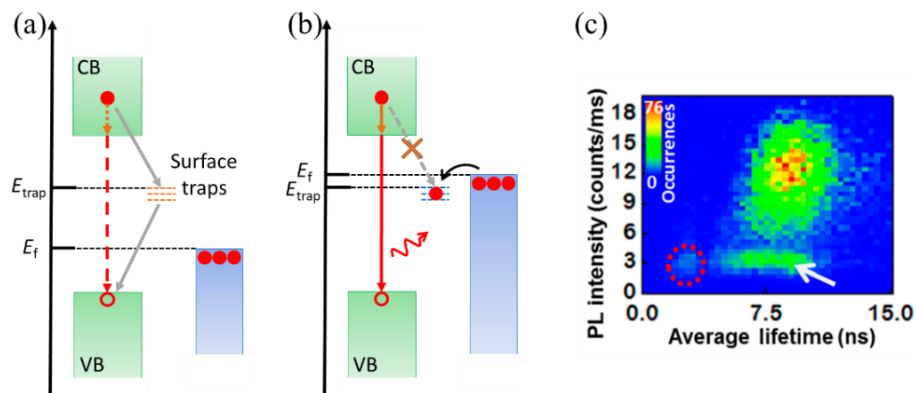 (a)
CB
Surface
traps
Etrap
Ef
VB
(b)
CB
Ef
Etrap
VB
(c)
PL intensity (counts/ms)
18
15
12
9
6
3
0
76
Occurrences
0
0.0 7.5 15.0
Average lifetime (ns)